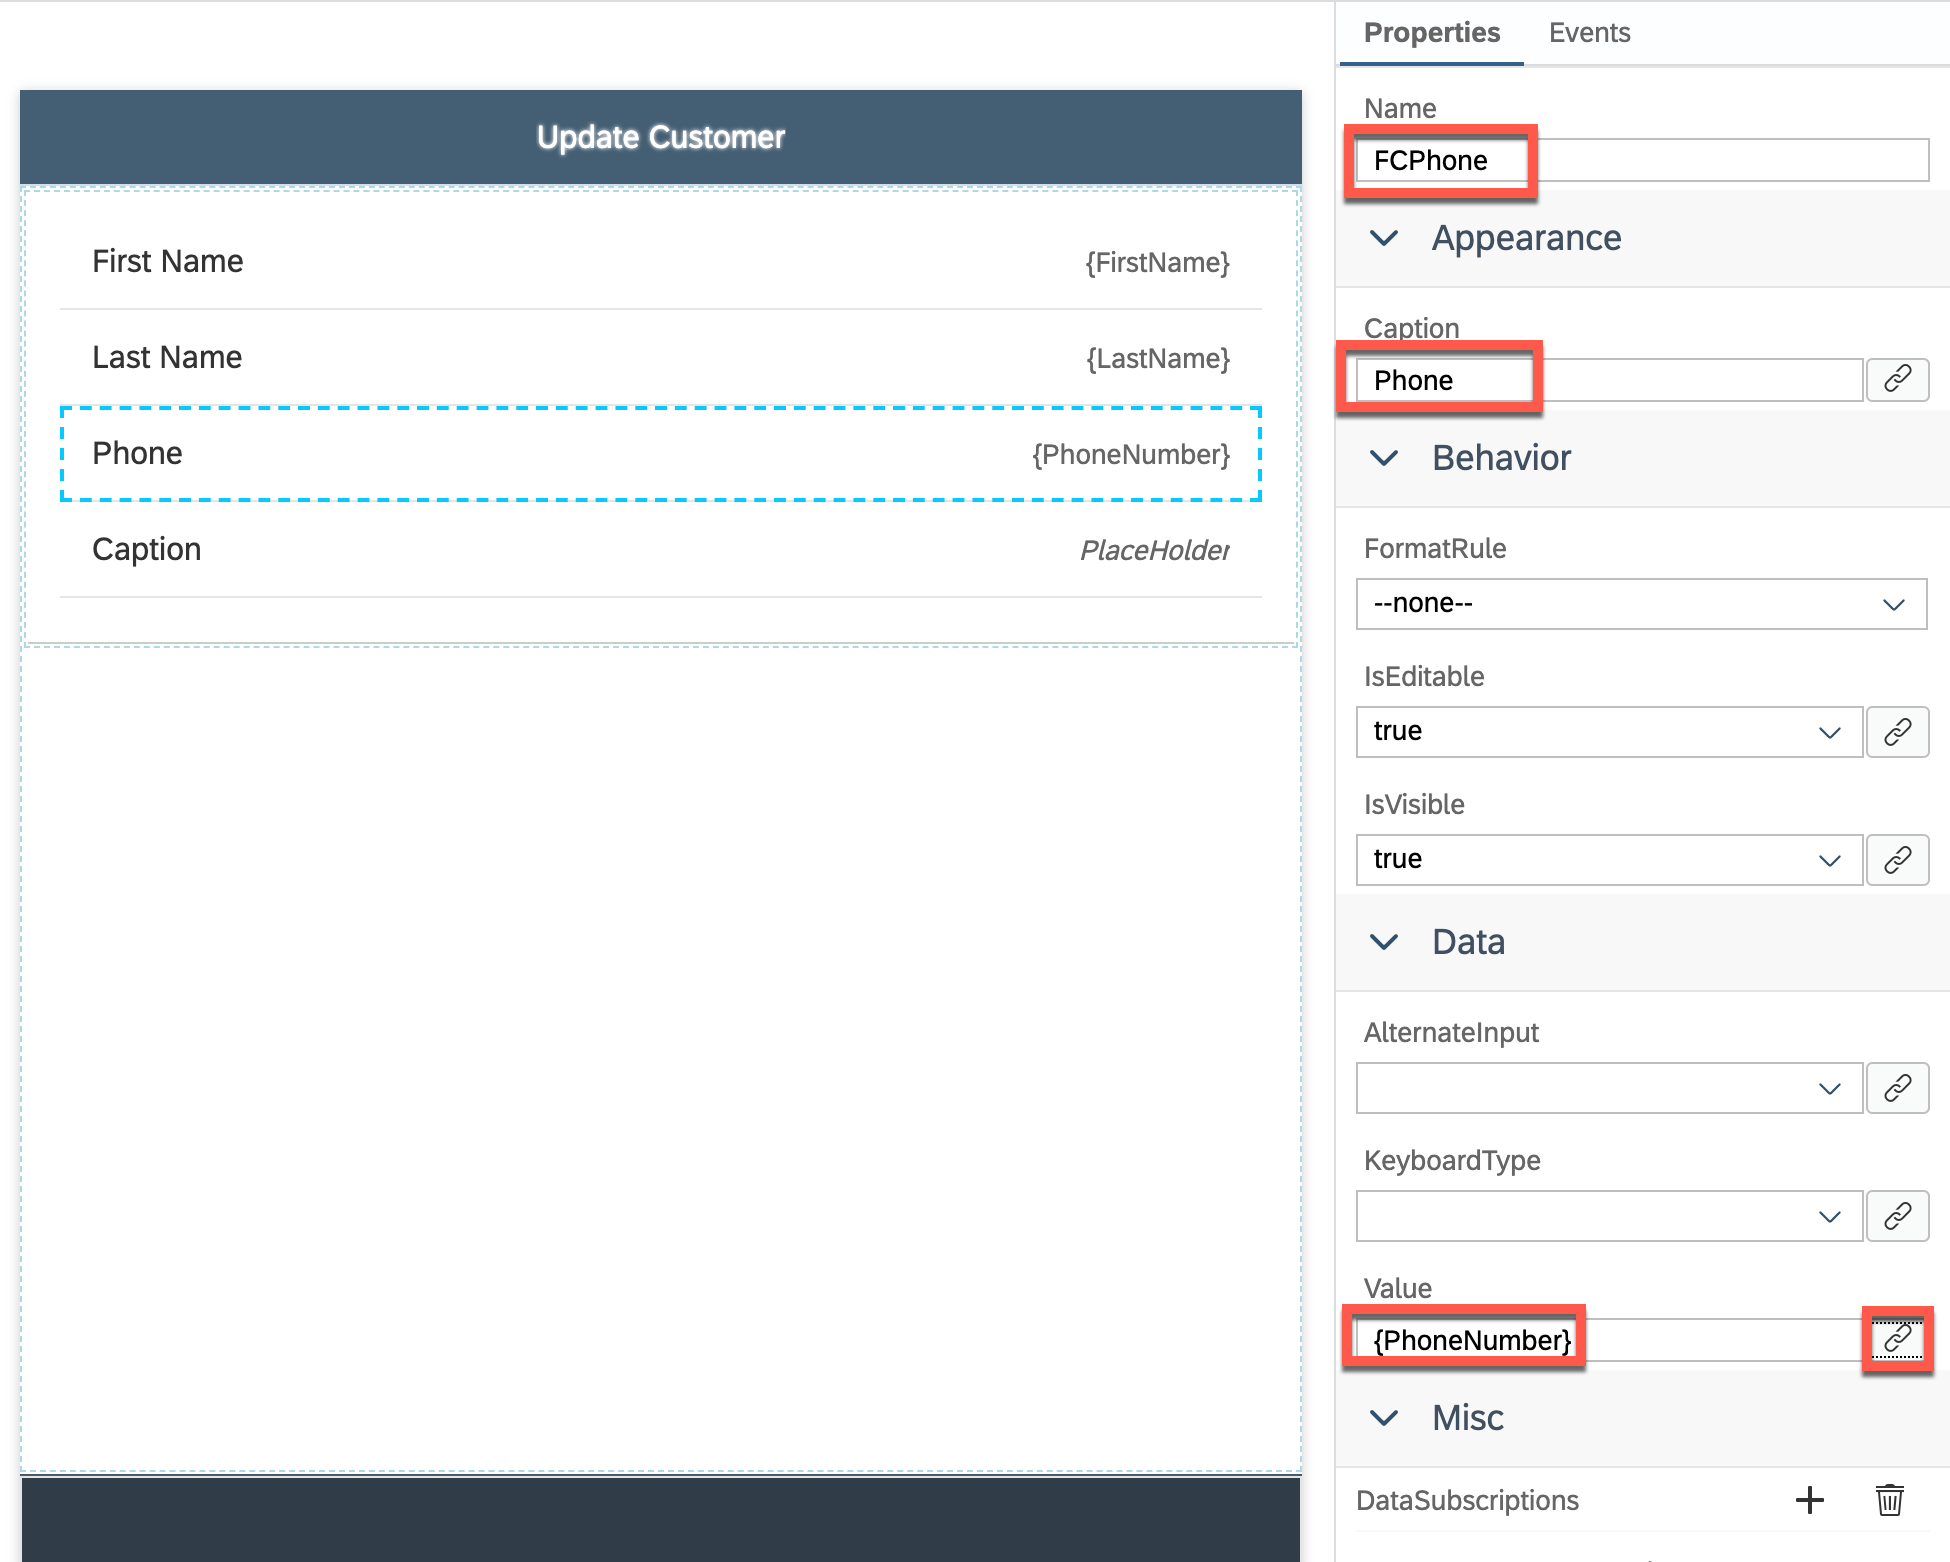 Update Customer
First Name {FirstName}
Last Name {LastName}
Phone {PhoneNumber}
Caption PlaceHolder
Properties Events
Name
FCPhone
Appearance
Caption
Phone
Behavior
FormatRule
--none--
IsEditable
true
IsVisible
true
Data
AlternateInput
KeyboardType
Value
{PhoneNumber}
Misc
DataSubscriptions